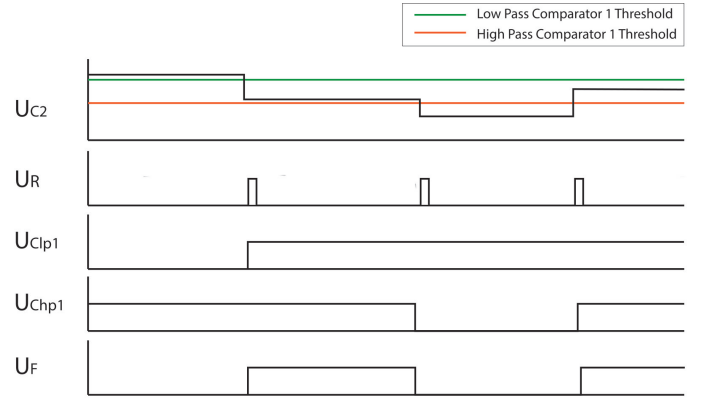 Low Pass Comparator 1 Threshold
High Pass Comparator 1 Threshold
UC2
UR
UClp1
UChp1
UF